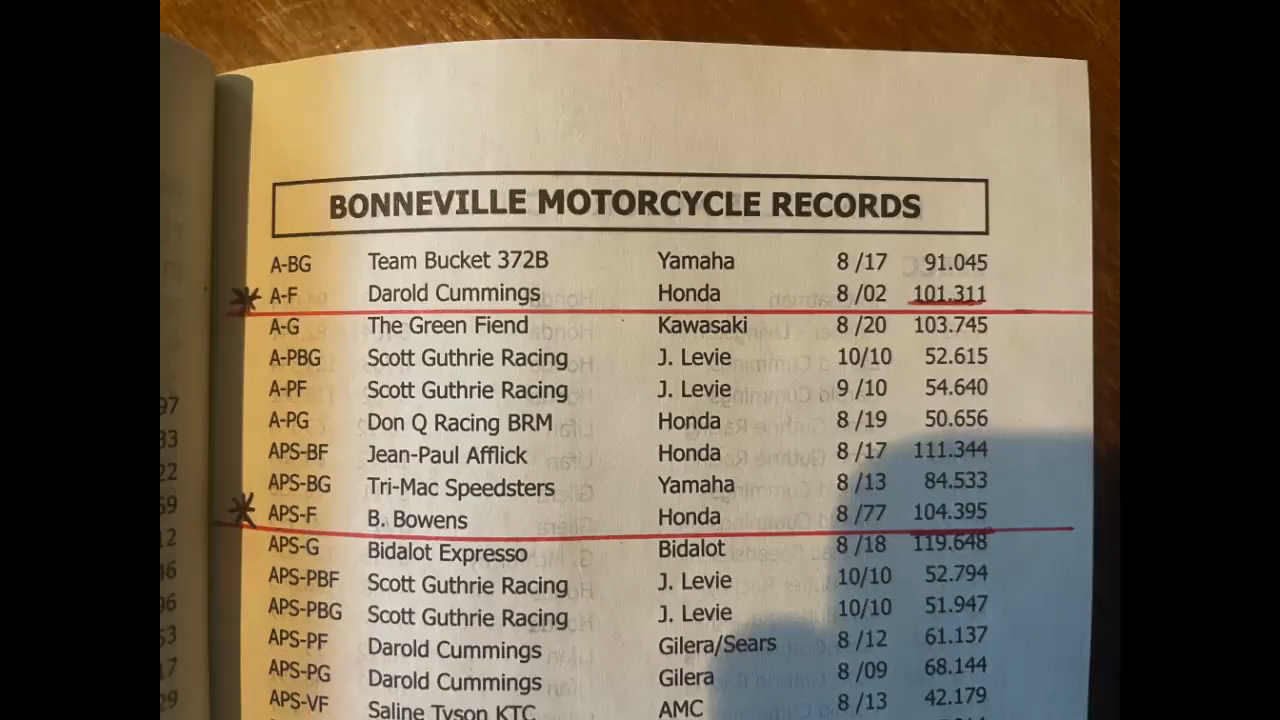 BONNEVILLE MOTORCYCLE RECORDS
A-BG Team Bucket 372B Yamaha 8 /17 91.045
A-F Darold Cummings Honda 8 /02 101.311
A-G The Green Fiend Kawasaki 8 /20 103.745
A-PBG Scott Guthrie Racing J. Levie 10/10 52.615
A-PF Scott Guthrie Racing J. Levie 9 /10 54.640
A-PG Don Q Racing BRM Honda 8 /19 50.656
APS-BF Jean-Paul Afflick Honda 8 /17 111.344
APS-BG Tri-Mac Speedsters Yamaha 8 /13 84.533
APS-F B. Bowens Honda 8 /77 104.395
APS-G Bidalot Expresso Bidalot 8 /18 119.648
APS-PBF Scott Guthrie Racing J. Levie 10/10 52.794
APS-PBG Scott Guthrie Racing J. Levie 10/10 51.947
APS-PF Darold Cummings Gilera/Sears 8 /12 61.137
APS-PG Darold Cummings Gilera 8 /09 68.144
APS-VF Saline Tyson KTC AMC 8 /13 42.179